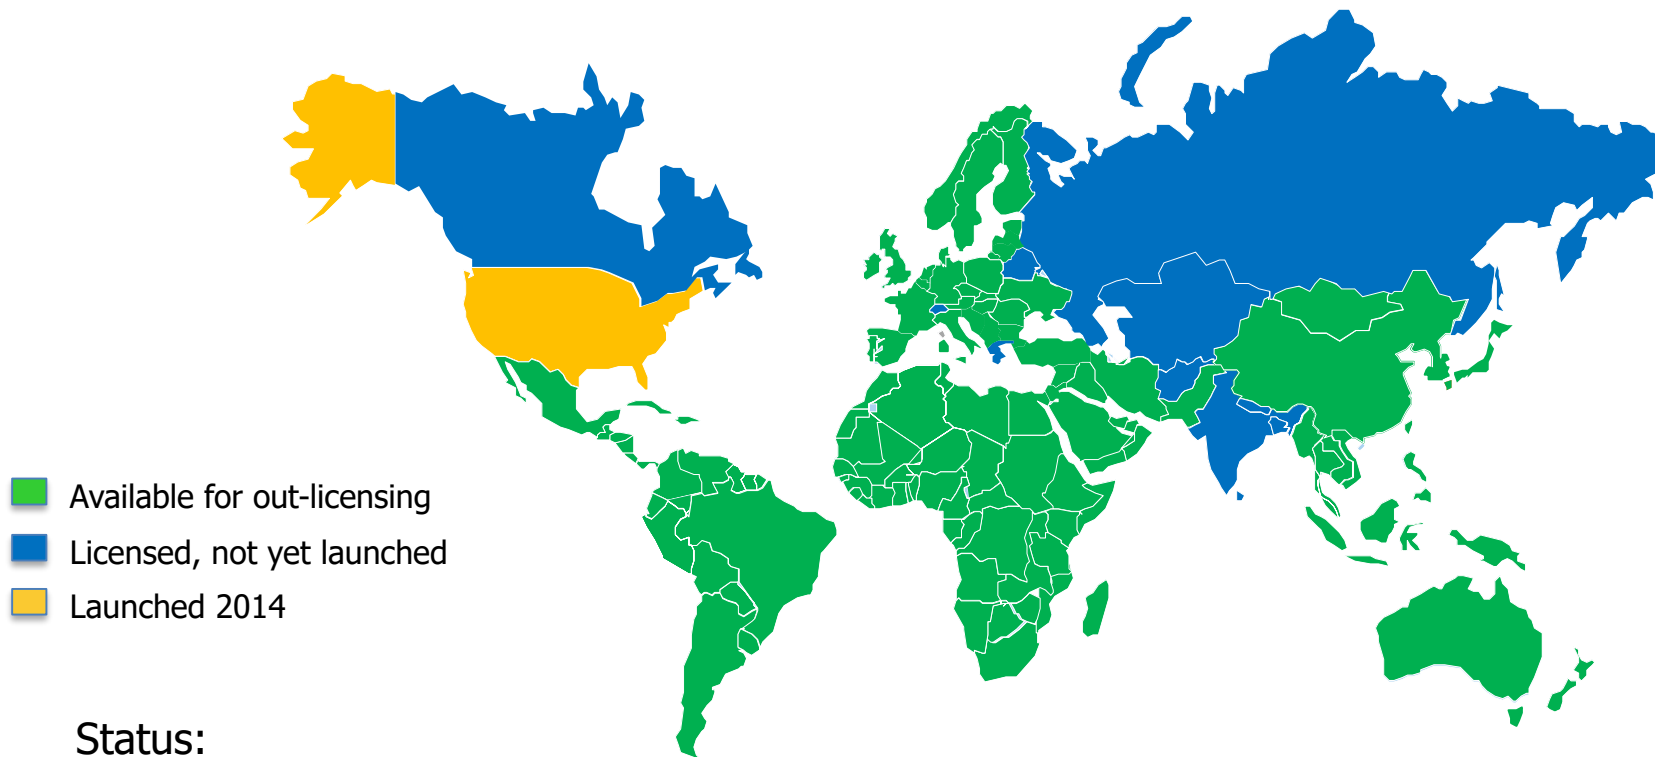 Available for out-licensing
Licensed, not yet launched
Launched 2014
Status: